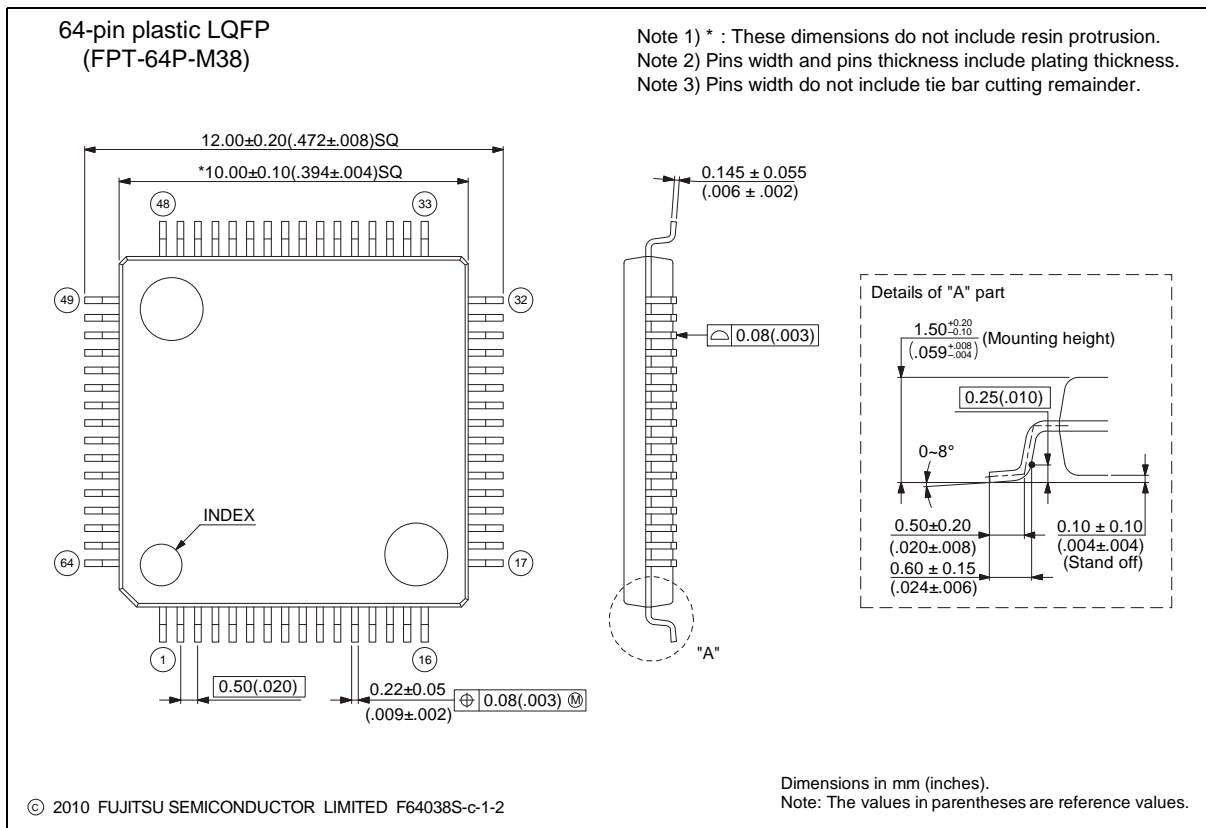 64-pin plastic LQFP
(FPT-64P-M38)
Note 1) * : These dimensions do not include resin protrusion.
Note 2) Pins width and pins thickness include plating thickness.
Note 3) Pins width do not include tie bar cutting remainder.
12.00±0.20(.472±.008)SQ
*10.00±0.10(.394±.004)SQ
48
33
49
32
INDEX
64
17
1
16
0.50(.020)
0.22±0.05
(.009±.002)
⌖ 0.08(.003) Ⓜ
0.145 ± 0.055
(.006 ± .002)
⌓ 0.08(.003)
"A"
Details of "A" part
1.50 +0.20 −0.10 (Mounting height)
(.059 +.008 −.004)
0.25(.010)
0~8°
0.50±0.20
(.020±.008)
0.60 ± 0.15
(.024±.006)
0.10 ± 0.10
(.004±.004)
(Stand off)
© 2010 FUJITSU SEMICONDUCTOR LIMITED F64038S-c-1-2
Dimensions in mm (inches).
Note: The values in parentheses are reference values.